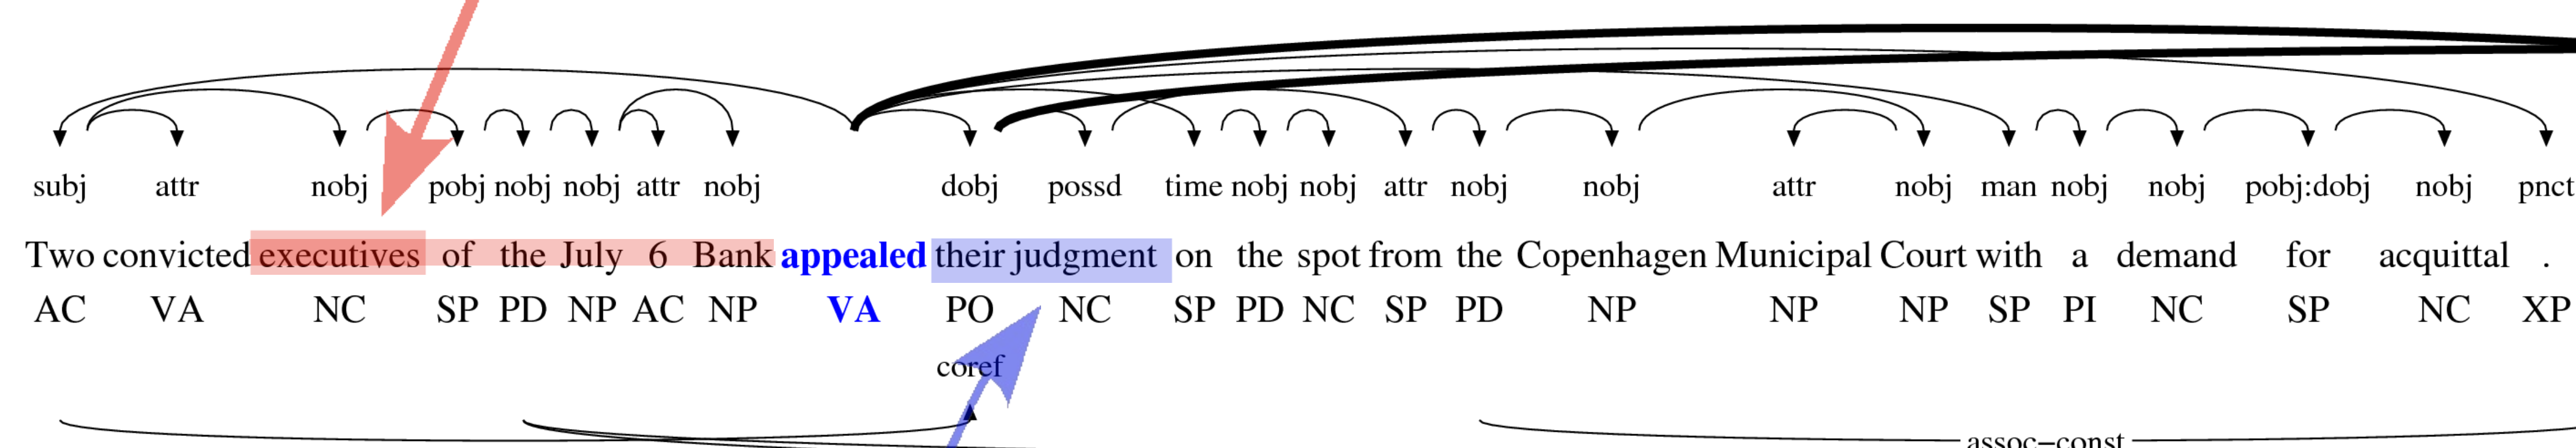 subj attr nobj pobj nobj nobj attr nobj dobj possd time nobj nobj attr nobj nobj attr nobj man nobj nobj pobj:dobj nobj pnct
Two convicted executives of the July 6 Bank appealed their judgment on the spot from the Copenhagen Municipal Court with a demand for acquittal .
AC VA NC SP PD NP AC NP VA PO NC SP PD NC SP PD NP NP NP SP PI NC SP NC XP
coref
assoc-const